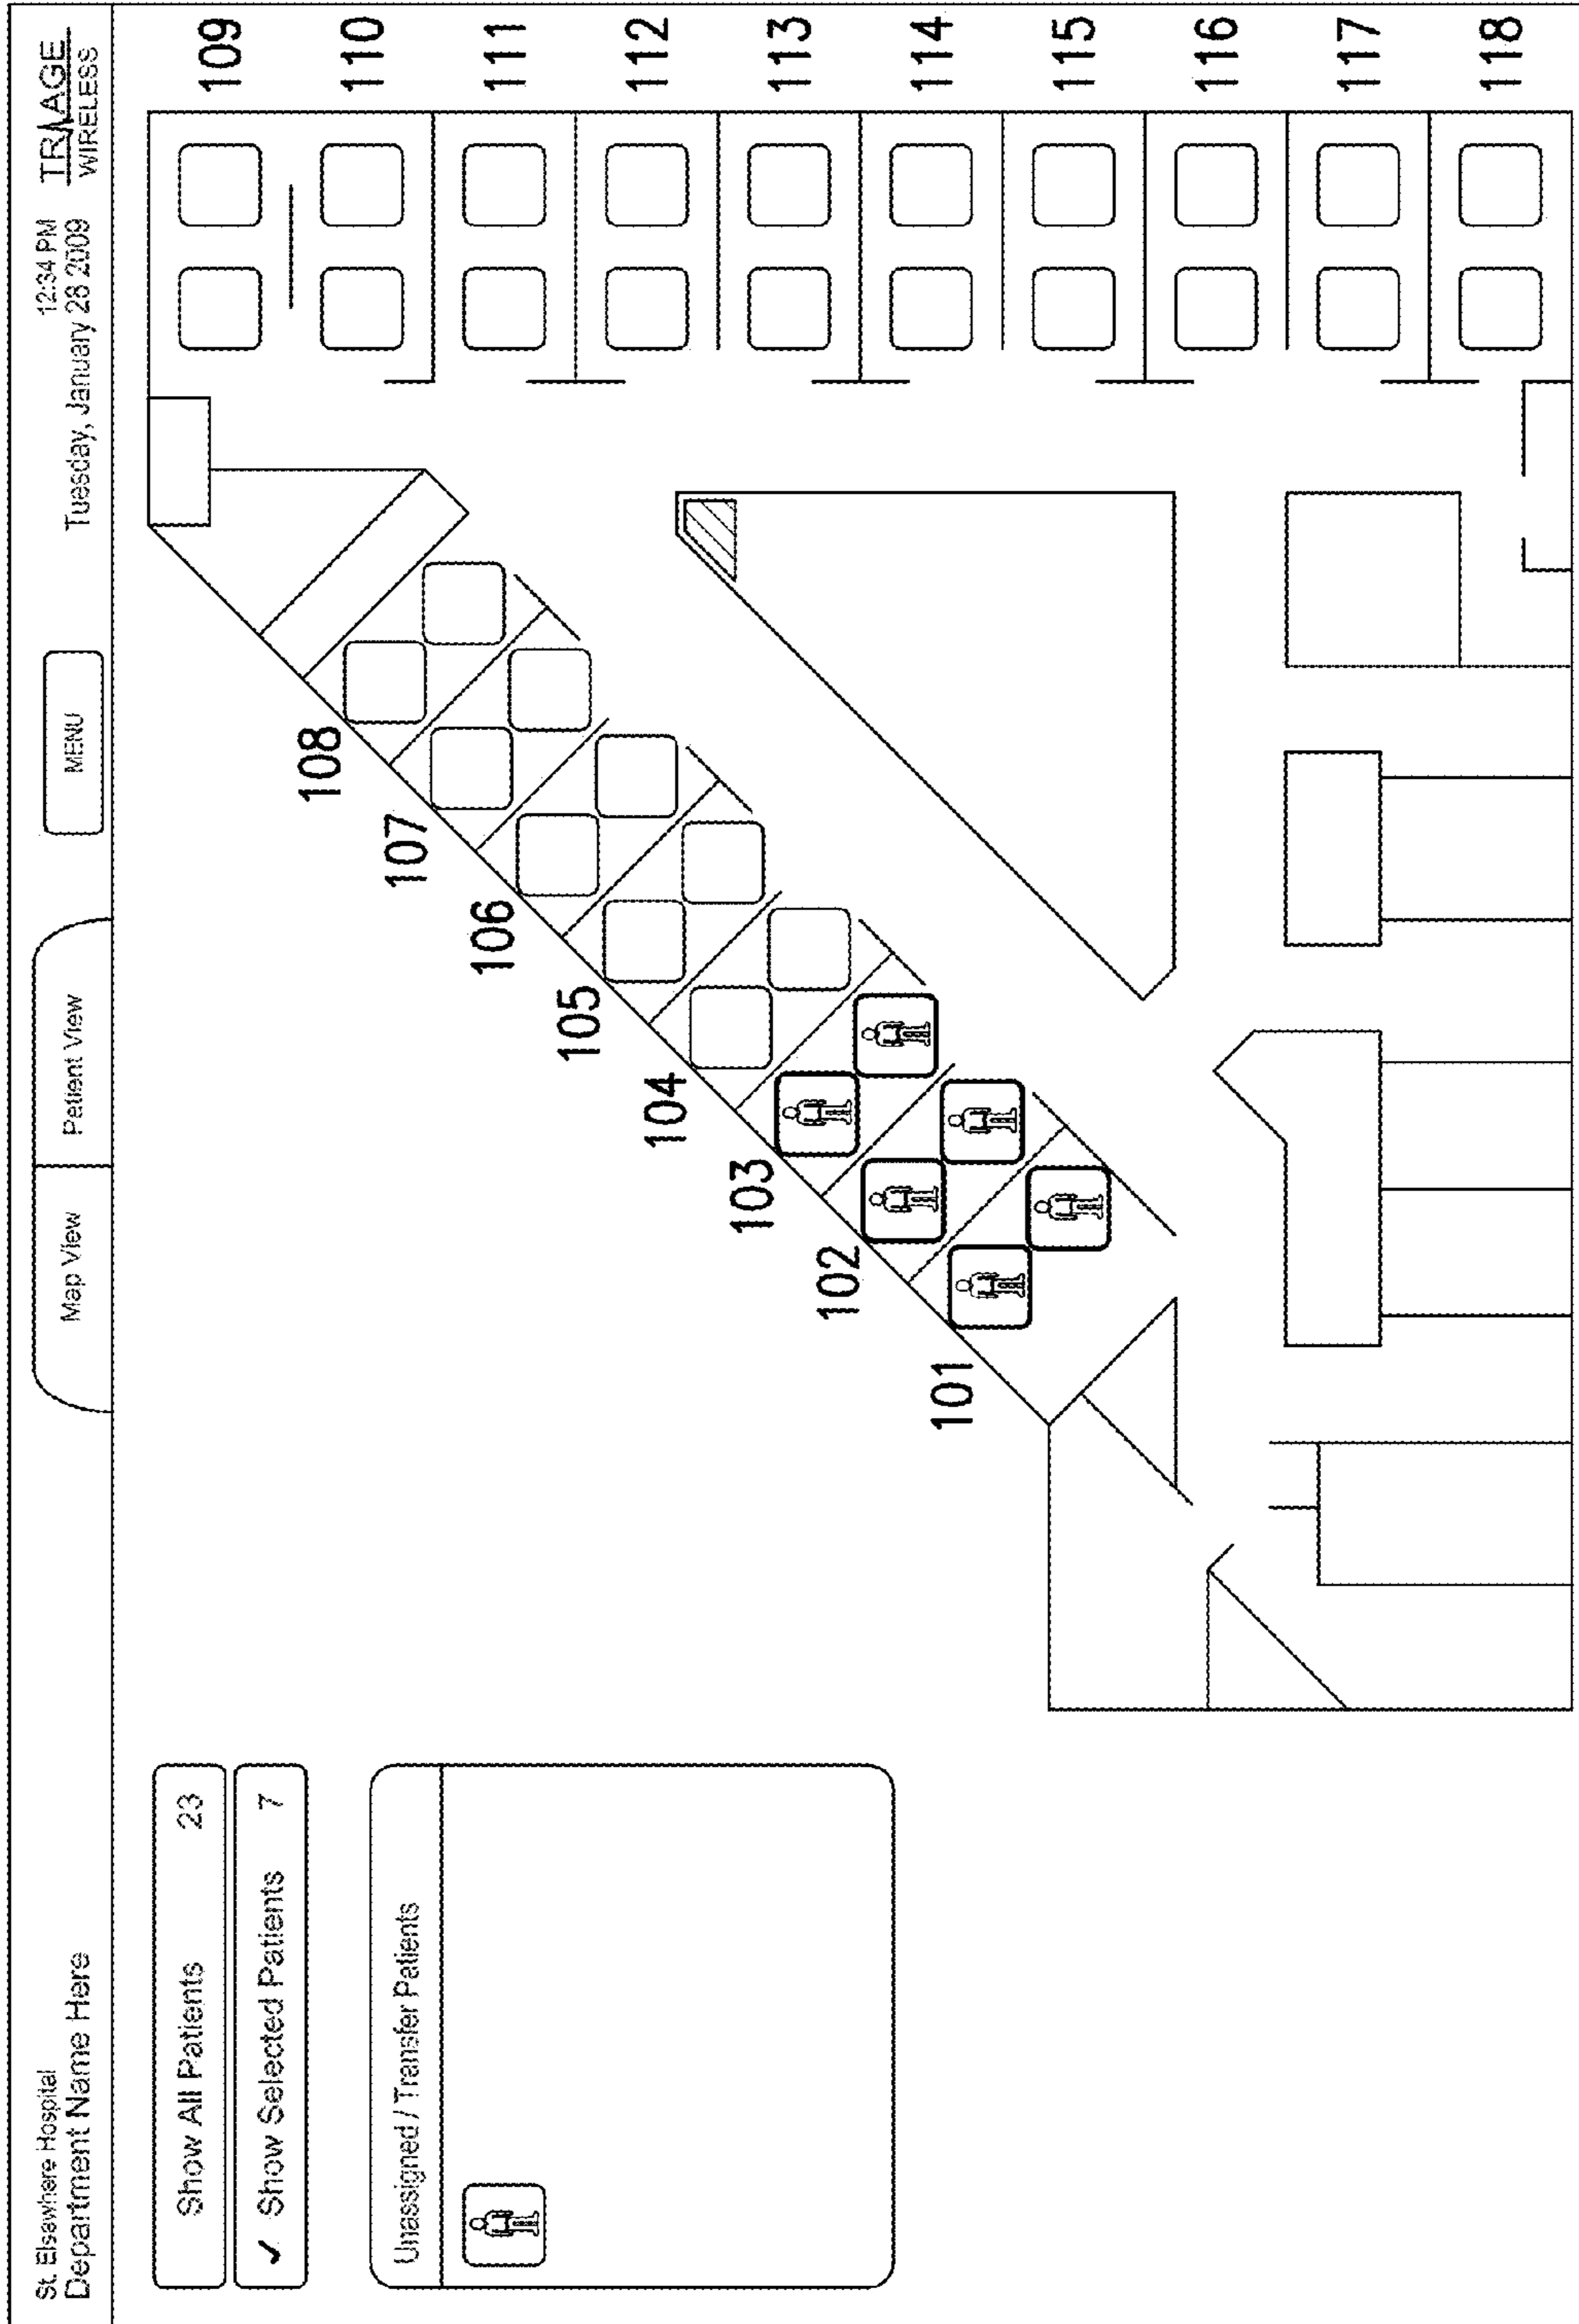 St. Elsewhere Hospital
Department Name Here
Map View
Patient View
MENU
12:34 PM
Tuesday, January 28 2009
TRIAGE
WIRELESS
Show All Patients 23
✓ Show Selected Patients 7
Unassigned / Transfer Patients
101
102
103
104
105
106
107
108
109
110
111
112
113
114
115
116
117
118